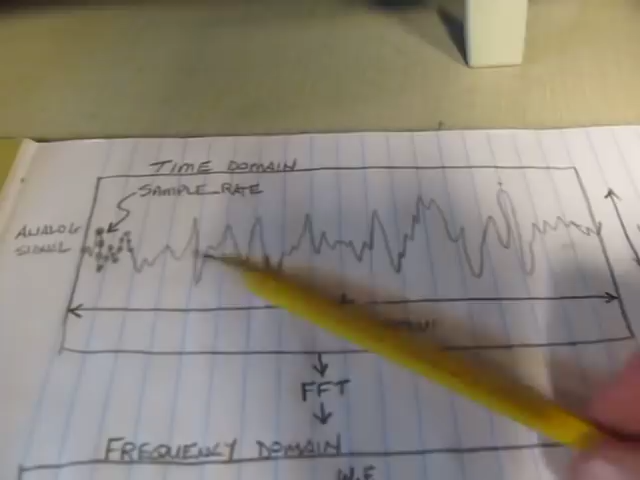 TIME DOMAIN
SAMPLE RATE
ANALOG
SIGNAL
FFT
FREQUENCY DOMAIN